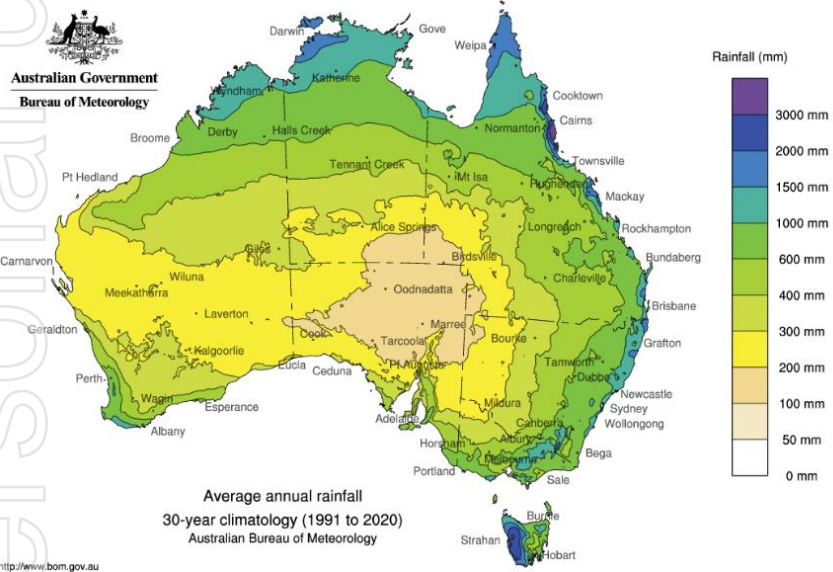 Australian Government
Bureau of Meteorology
Darwin
Gove
Weipa
Katherine
Wyndham
Cooktown
Cairns
Derby
Halls Creek
Normanton
Broome
Townsville
Tennant Creek
Mt Isa
Hughenden
Pt Hedland
Mackay
Alice Springs
Longreach
Rockhampton
Giles
Birdsville
Bundaberg
Carnarvon
Wiluna
Charleville
Meekatharra
Oodnadatta
Brisbane
Laverton
Marree
Geraldton
Cook
Tarcoola
Bourke
Grafton
Kalgoorlie
Eucla
Ceduna
Pt Augusta
Tamworth
Dubbo
Perth
Newcastle
Wagin
Esperance
Mildura
Sydney
Wollongong
Adelaide
Canberra
Albany
Horsham
Albury
Bega
Portland
Melbourne
Sale
Burnie
Strahan
Hobart
Rainfall (mm)
3000 mm
2000 mm
1500 mm
1000 mm
600 mm
400 mm
300 mm
200 mm
100 mm
50 mm
0 mm
Average annual rainfall
30-year climatology (1991 to 2020)
Australian Bureau of Meteorology
http://www.bom.gov.au